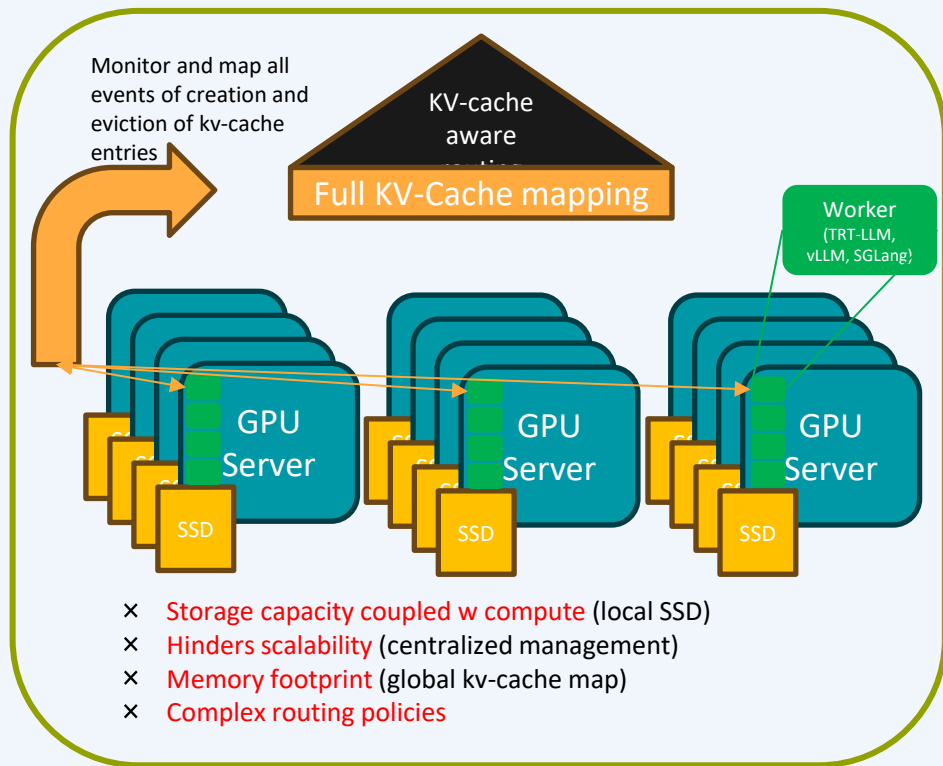 Monitor and map all
events of creation and
eviction of kv-cache
entries
KV-cache
aware
routing
Full KV-Cache mapping
Worker
(TRT-LLM,
vLLM, SGLang)
GPU
Server
SSD
GPU
Server
SSD
GPU
Server
SSD
× Storage capacity coupled w compute (local SSD)
× Hinders scalability (centralized management)
× Memory footprint (global kv-cache map)
× Complex routing policies